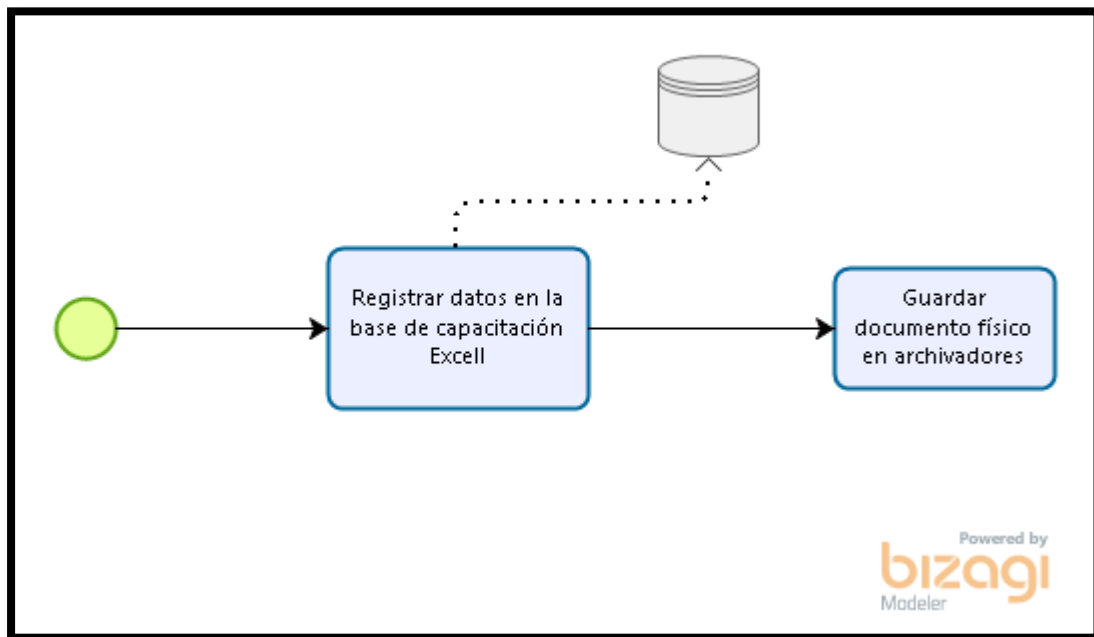 Registrar datos en la
base de capacitación
Excell
Guardar
documento físico
en archivadores
Powered by
bizagi
Modeler